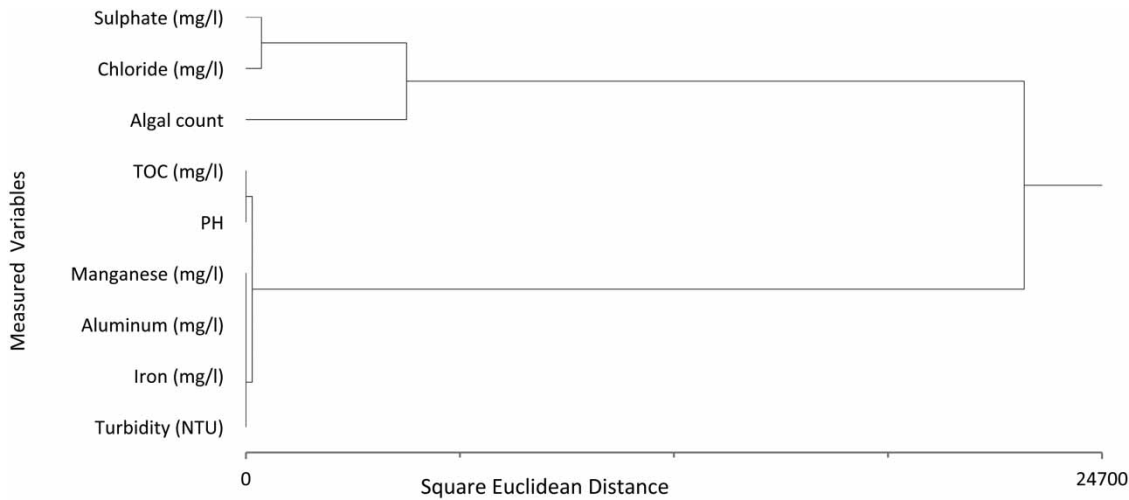 Sulphate (mg/l)
Chloride (mg/l)
Algal count
TOC (mg/l)
PH
Manganese (mg/l)
Aluminum (mg/l)
Iron (mg/l)
Turbidity (NTU)
Measured Variables
0
24700
Square Euclidean Distance